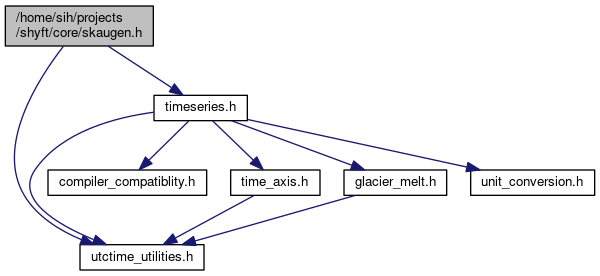 /home/sih/projects
/shyft/core/skaugen.h
timeseries.h
compiler_compatiblity.h
time_axis.h
glacier_melt.h
unit_conversion.h
utctime_utilities.h